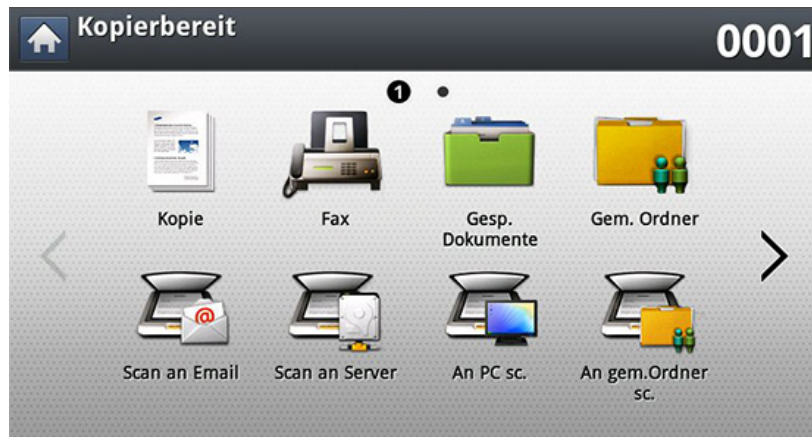 Kopierbereit
0001
1
Kopie
Fax
Gesp.
Dokumente
Gem. Ordner
Scan an Email
Scan an Server
An PC sc.
An gem.Ordner
sc.